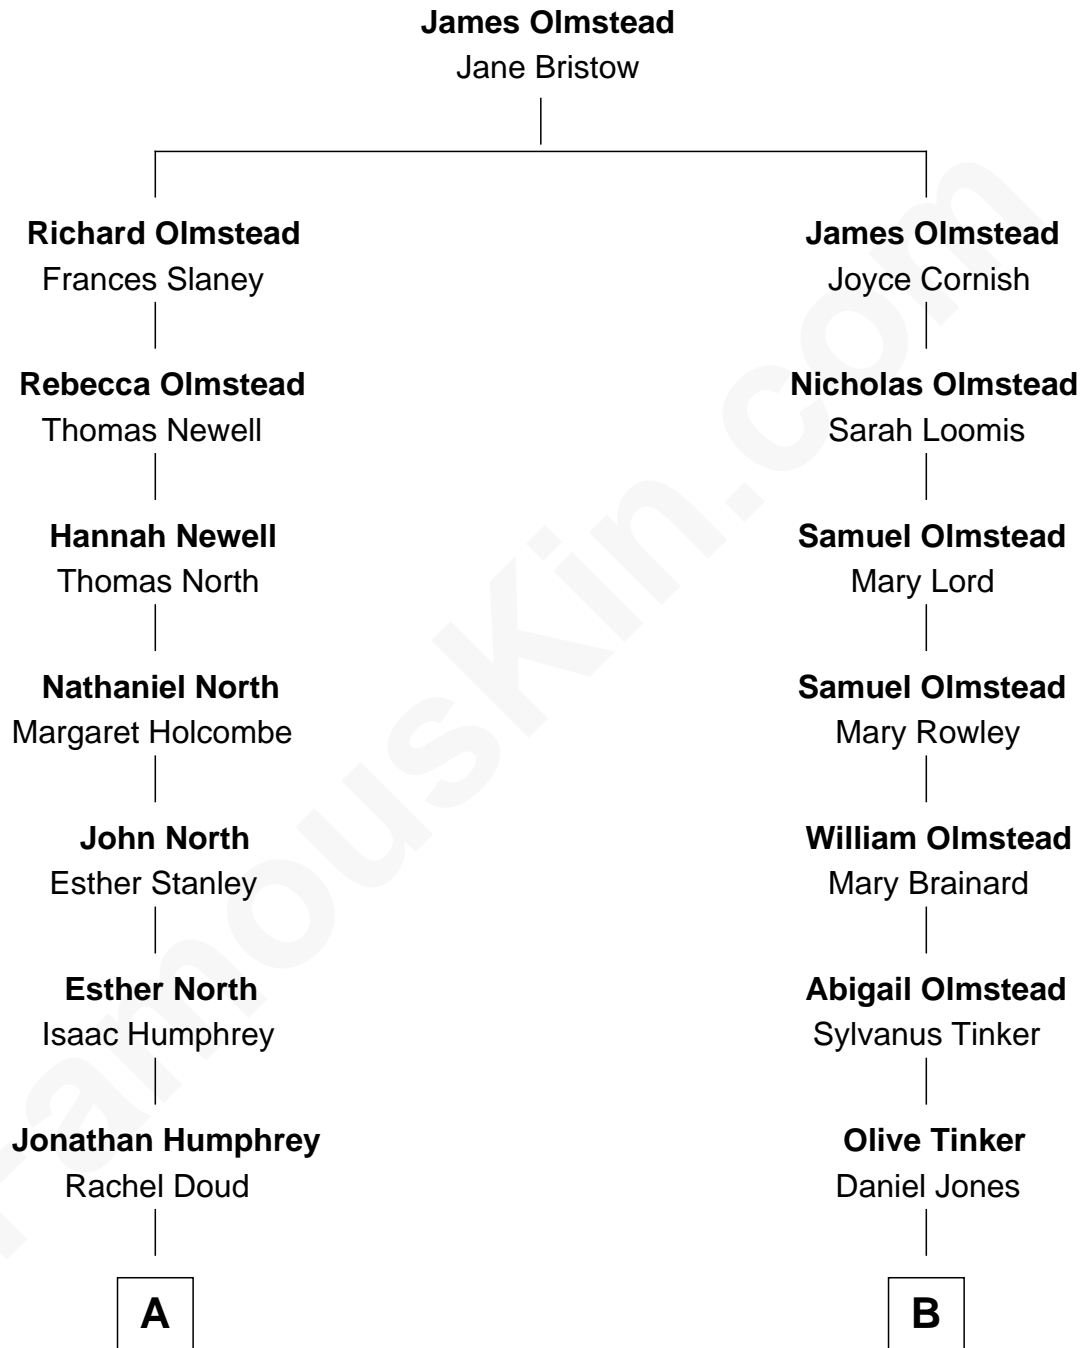 James Olmstead
Jane Bristow
Richard Olmstead
Frances Slaney
Rebecca Olmstead
Thomas Newell
Hannah Newell
Thomas North
Nathaniel North
Margaret Holcombe
John North
Esther Stanley
Esther North
Isaac Humphrey
Jonathan Humphrey
Rachel Doud
A
James Olmstead
Joyce Cornish
Nicholas Olmstead
Sarah Loomis
Samuel Olmstead
Mary Lord
Samuel Olmstead
Mary Rowley
William Olmstead
Mary Brainard
Abigail Olmstead
Sylvanus Tinker
Olive Tinker
Daniel Jones
B
FamousKin.com